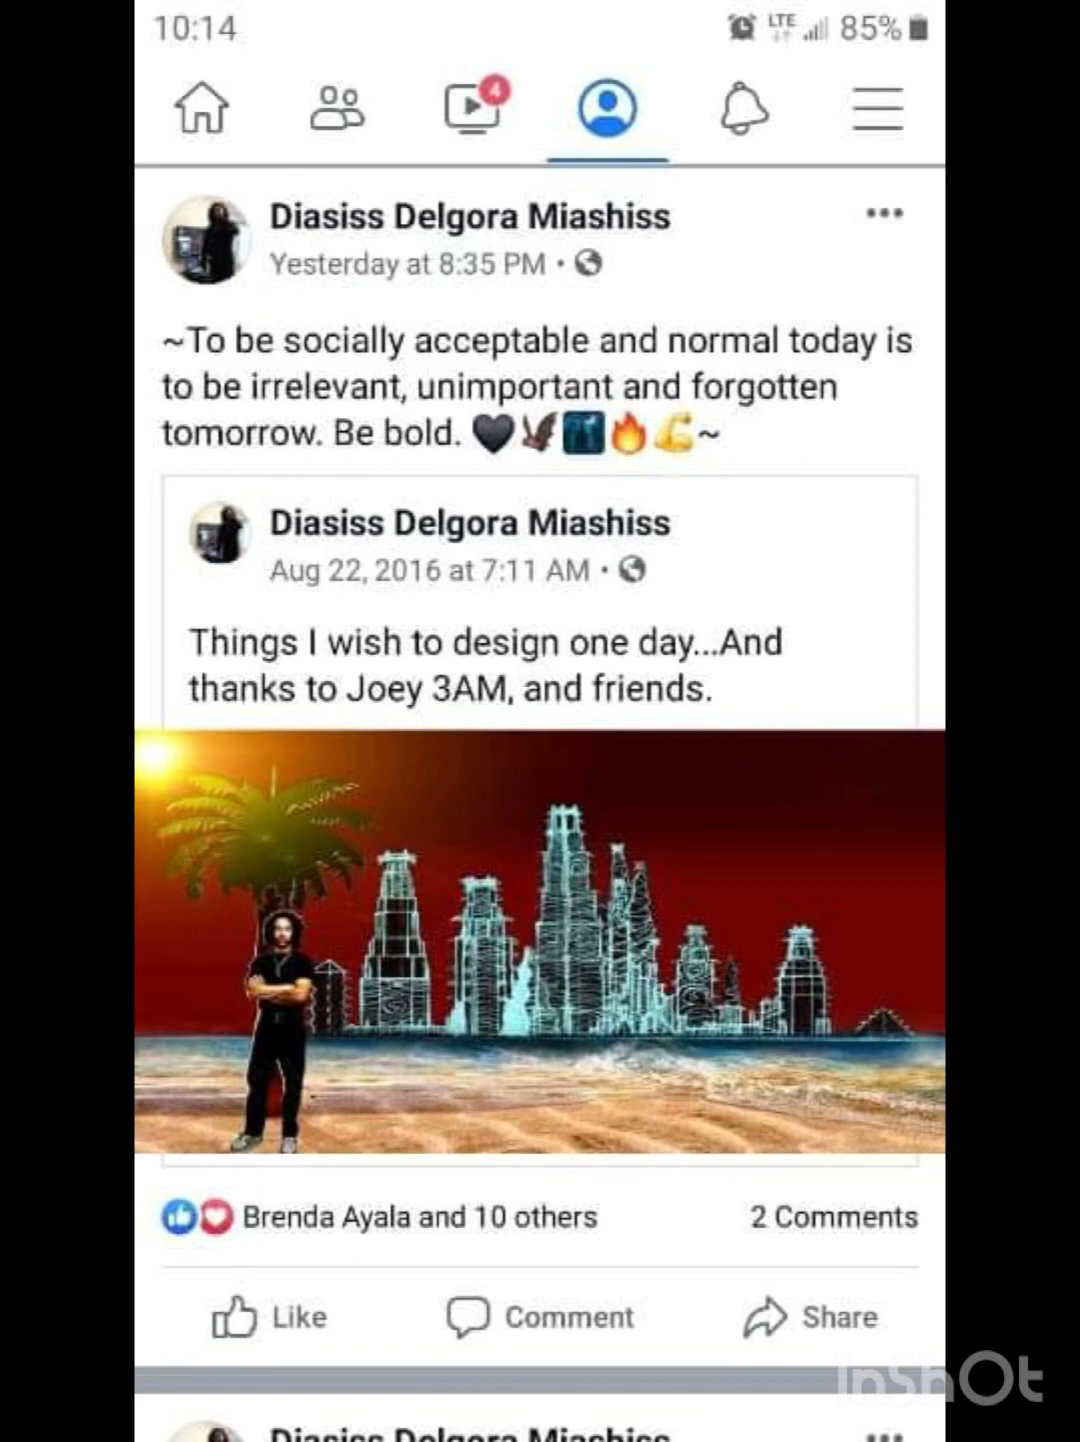 10:14
LTE 85%
4
Diasiss Delgora Miashiss
Yesterday at 8:35 PM •
~To be socially acceptable and normal today is
to be irrelevant, unimportant and forgotten
tomorrow. Be bold. 🖤🦇🌃🔥💪~
Diasiss Delgora Miashiss
Aug 22, 2016 at 7:11 AM •
Things I wish to design one day...And
thanks to Joey 3AM, and friends.
Brenda Ayala and 10 others 2 Comments
Like Comment Share
InShOt
Diasiss Delgora Miashiss